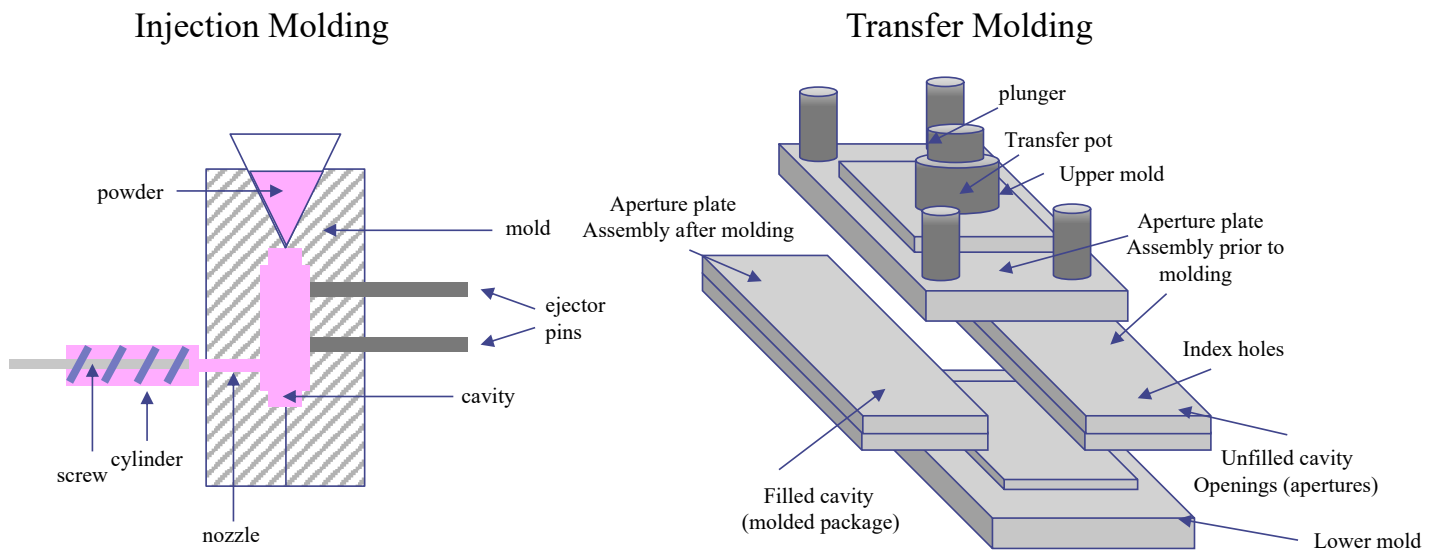 Injection Molding
powder
mold
ejector
pins
cavity
screw
cylinder
nozzle
Transfer Molding
plunger
Transfer pot
Upper mold
Aperture plate
Assembly after molding
Aperture plate
Assembly prior to
molding
Index holes
Unfilled cavity
Openings (apertures)
Filled cavity
(molded package)
Lower mold